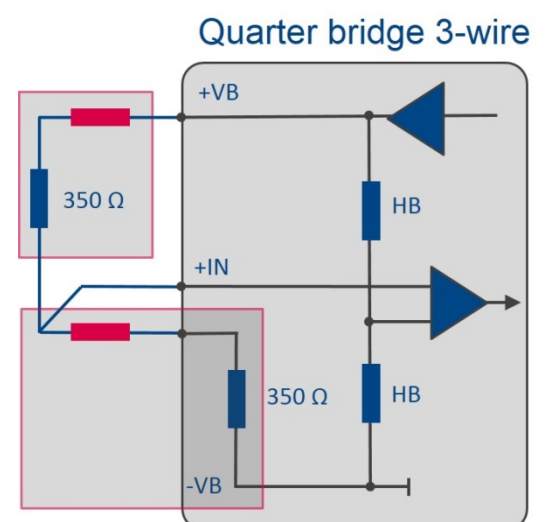 Quarter bridge 3-wire
+VB
350 Ω
HB
+IN
350 Ω
HB
-VB